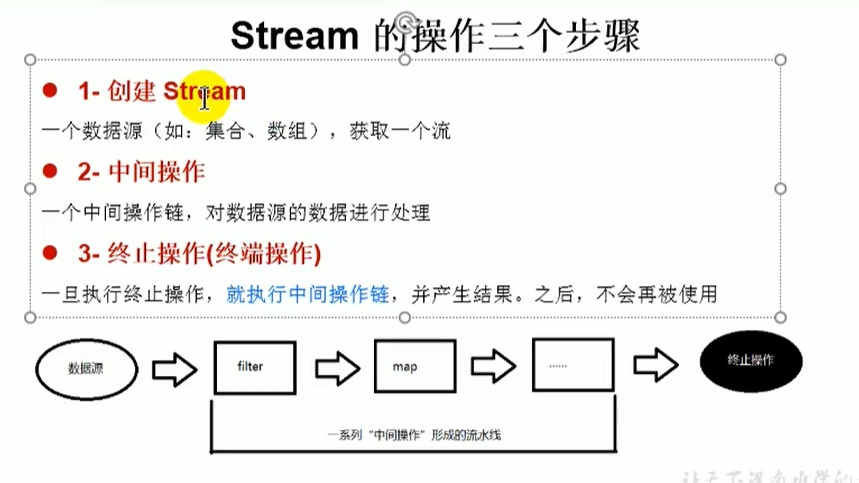 Stream 的操作三个步骤
1- 创建 Stream
一个数据源（如：集合、数组），获取一个流
2- 中间操作
一个中间操作链，对数据源的数据进行处理
3- 终止操作(终端操作)
一旦执行终止操作，就执行中间操作链，并产生结果。之后，不会再被使用
数据源
filter
map
......
终止操作
一系列“中间操作”形成的流水线